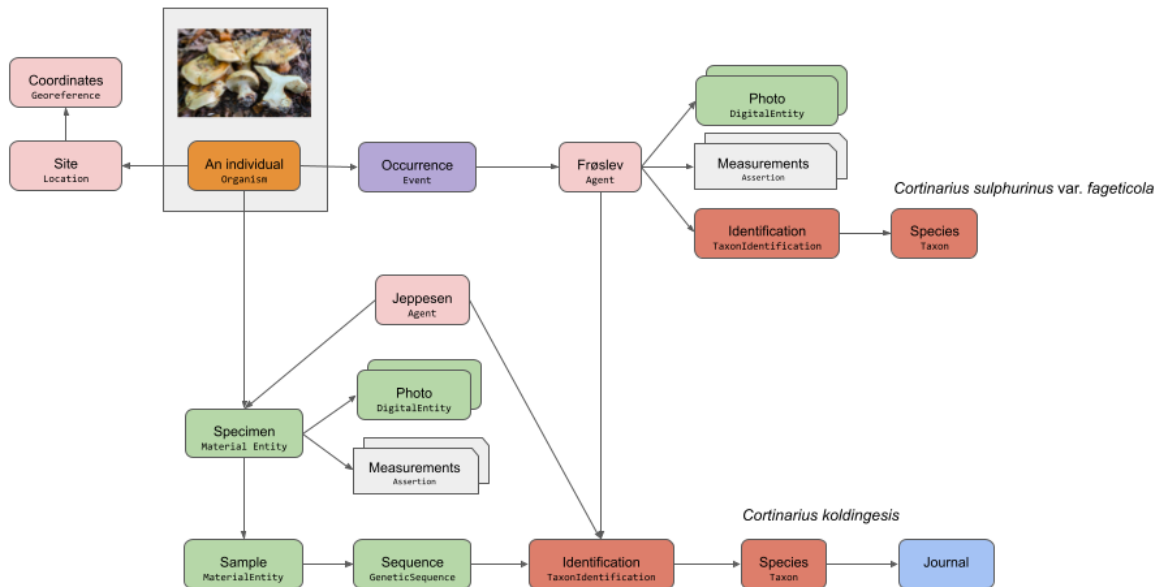 Coordinates
Georeference
Site
Location
An individual
Organism
Occurrence
Event
Frøslev
Agent
Photo
DigitalEntity
Measurements
Assertion
Cortinarius sulphurinus var. fageticola
Identification
TaxonIdentification
Species
Taxon
Jeppesen
Agent
Photo
DigitalEntity
Specimen
Material Entity
Measurements
Assertion
Cortinarius koldingesis
Sample
MaterialEntity
Sequence
GeneticSequence
Identification
TaxonIdentification
Species
Taxon
Journal